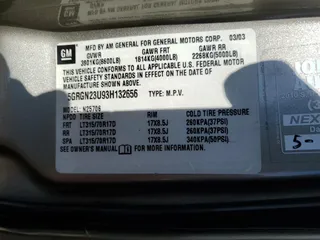 GM
MFD BY AM GENERAL FOR GENERAL MOTORS CORP. 03/03
GVWR GAWR FRT GAWR RR
3901KG(8600LB) 1814KG(4000LB) 2268KG(5000LB)
THIS VEHICLE CONFORMS TO ALL APPLICABLE U.S. FEDERAL MOTOR
VEHICLE SAFETY STANDARDS IN EFFECT ON THE DATE OF
MANUFACTURE SHOWN ABOVE.
5GRGN23U93H132656 TYPE: M.P.V.
MODEL: N25706
TIRE SIZE RIM COLD TIRE PRESSURE
FRT LT315/70R17D 17X8.5J 260KPA(37PSI)
RR LT315/70R17D 17X8.5J 260KPA(37PSI)
SPA LT315/70R17D 17X8.5J 340KPA(50PSI)
SEE OWNER'S MANUAL FOR ADDITIONAL INFORMATION
NEX
5-